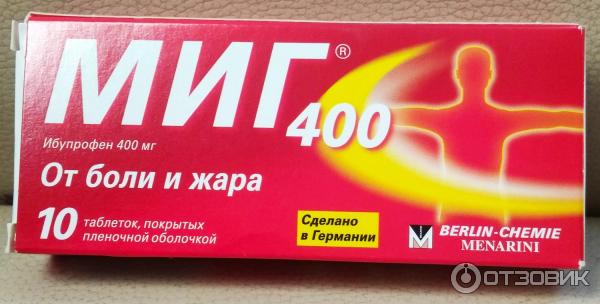 МИГ®400
Ибупрофен 400 мг
От боли и жара
10 таблеток, покрытых
пленочной оболочкой
Сделано
в Германии
BERLIN-CHEMIE
MENARINI
ОТЗОВИК